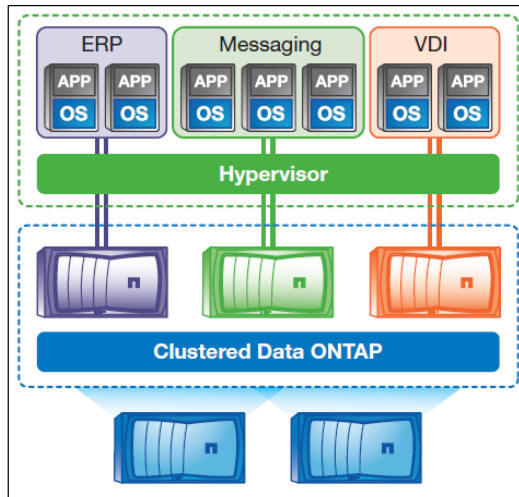 ERP Messaging VDI
APP APP APP APP APP APP APP
OS OS OS OS OS OS OS
Hypervisor
Clustered Data ONTAP